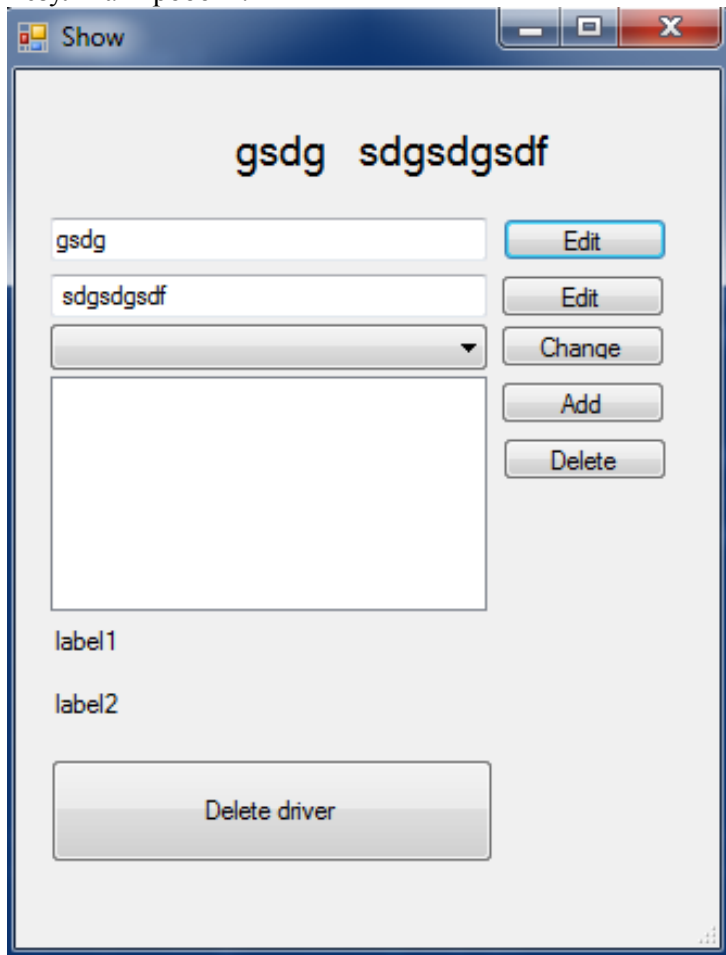 Show
gsdg sdgsdgsdf
gsdg
Edit
sdgsdgsdf
Edit
Change
Add
Delete
label1
label2
Delete driver